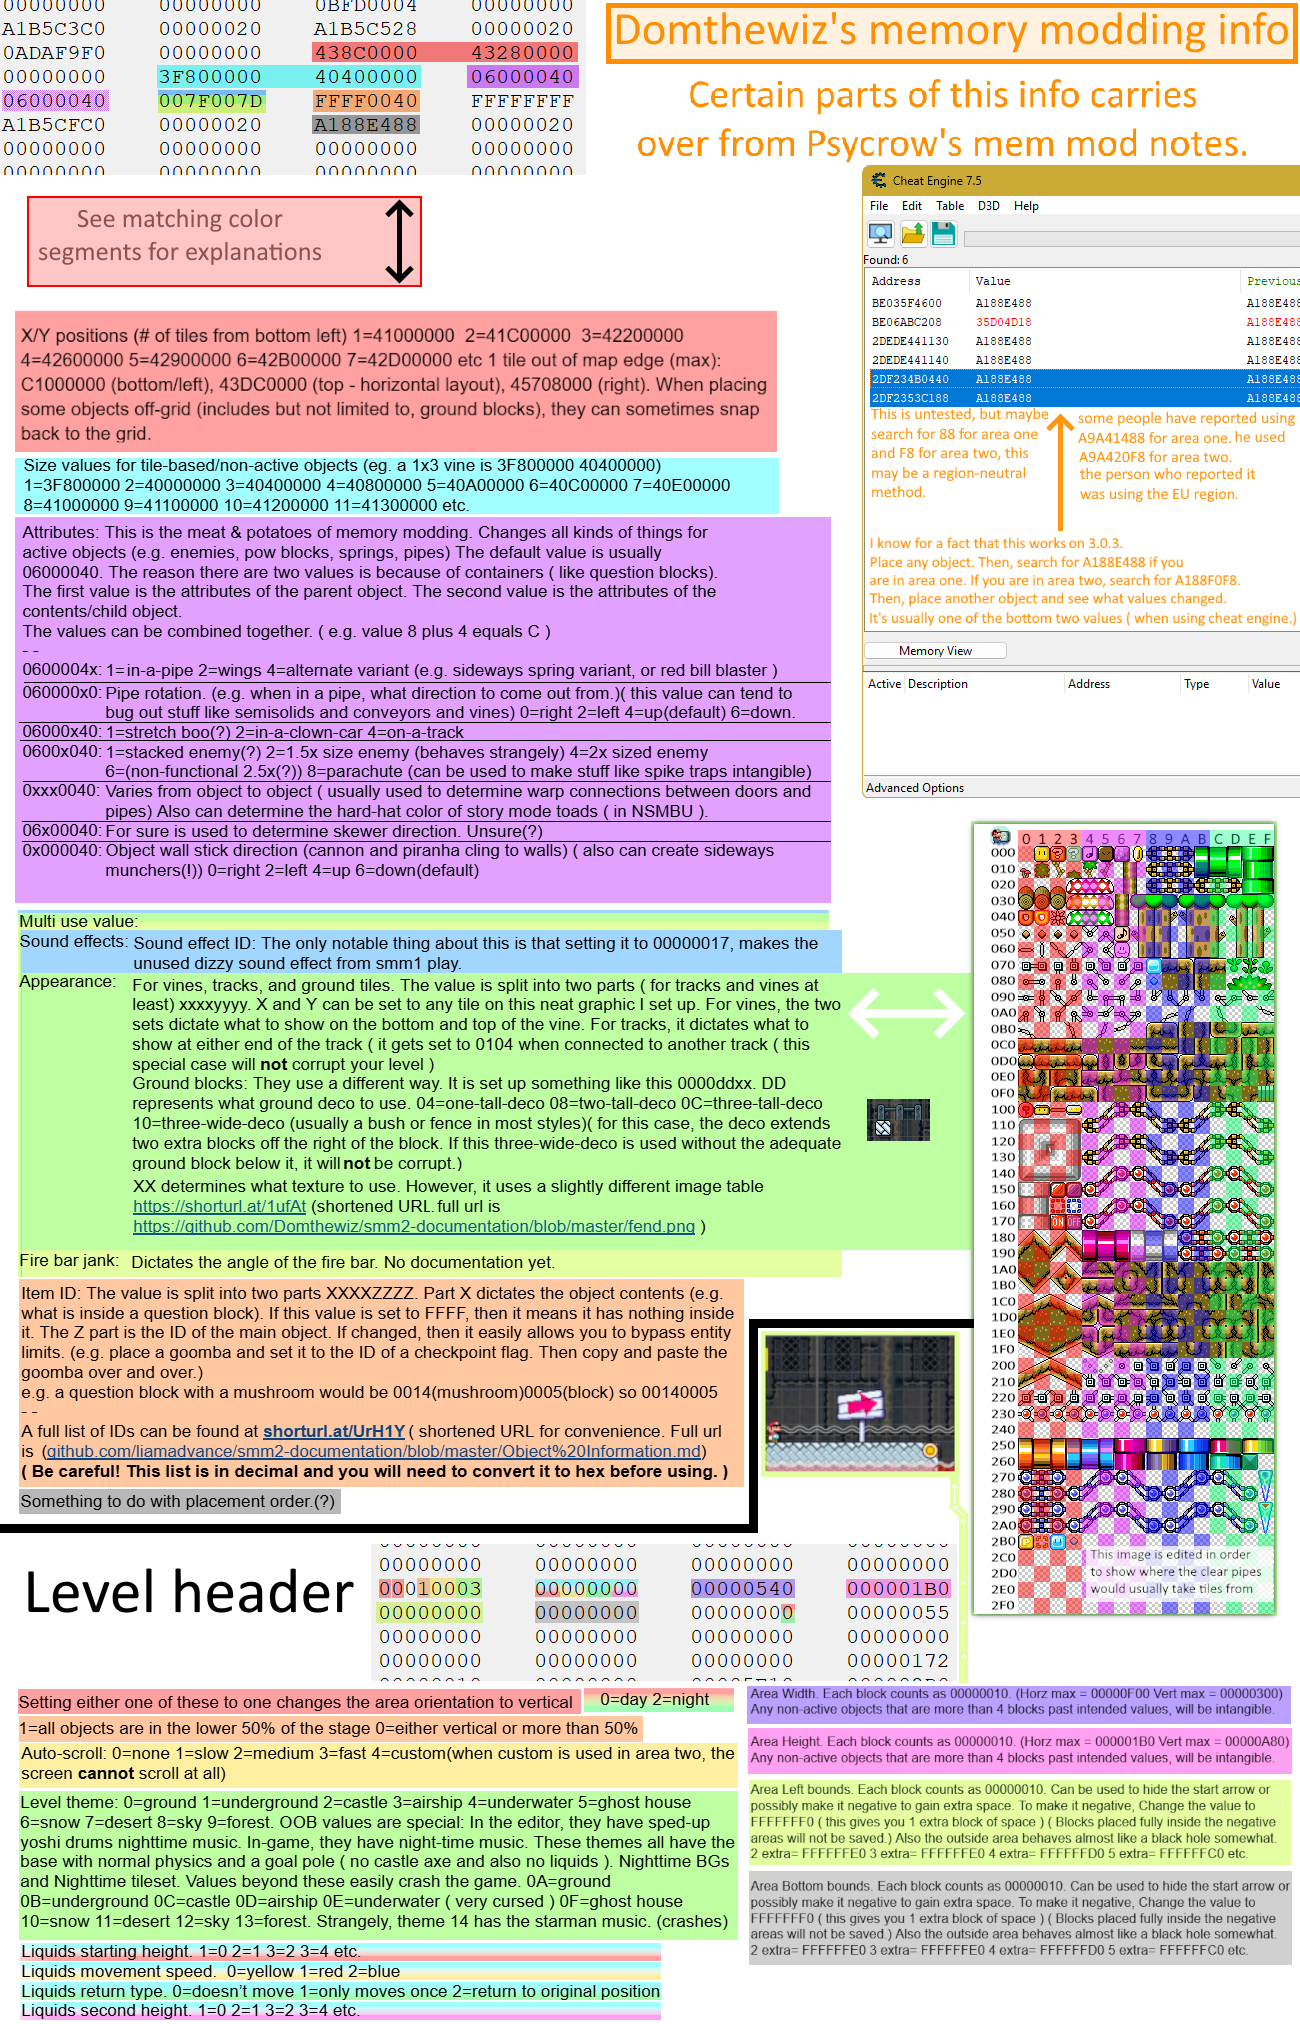 00000000 00000000 0BFD0004 00000000
A1B5C3C0 00000020 A1B5C528 00000020
0ADAF9F0 00000000 438C0000 43280000
00000000 3F800000 40400000 06000040
06000040 007F007D FFFF0040 FFFFFFFF
A1B5CFC0 00000020 A188E488 00000020
00000000 00000000 00000000 00000000
00000000 00000000 00000000 00000000
Domthewiz's memory modding info
Certain parts of this info carries
over from Psycrow's mem mod notes.
See matching color
segments for explanations
Cheat Engine 7.5
File Edit Table D3D Help
Found: 6
Address Value Previous
BE035F4600 A188E488 A188E488
BE06ABC208 35D04D18 A188E488
2DEDE441130 A188E488 A188E488
2DEDE441140 A188E488 A188E488
2DF234B0440 A188E488 A188E488
2DF2353C188 A188E488 A188E488
This is untested, but maybe
search for 88 for area one
and F8 for area two, this
may be a region-neutral
method.
some people have reported using
A9A41488 for area one. he used
A9A420F8 for area two.
the person who reported it
was using the EU region.
I know for a fact that this works on 3.0.3.
Place any object. Then, search for A188E488 if you
are in area one. If you are in area two, search for A188F0F8.
Then, place another object and see what values changed.
It's usually one of the bottom two values ( when using cheat engine.)
Memory View
Active Description Address Type Value
Advanced Options
X/Y positions (# of tiles from bottom left) 1=41000000 2=41C00000 3=42200000
4=42600000 5=42900000 6=42B00000 7=42D00000 etc 1 tile out of map edge (max):
C1000000 (bottom/left), 43DC0000 (top - horizontal layout), 45708000 (right). When placing
some objects off-grid (includes but not limited to, ground blocks), they can sometimes snap
back to the grid.
Size values for tile-based/non-active objects (eg. a 1x3 vine is 3F800000 40400000)
1=3F800000 2=40000000 3=40400000 4=40800000 5=40A00000 6=40C00000 7=40E00000
8=41000000 9=41100000 10=41200000 11=41300000 etc.
Attributes: This is the meat & potatoes of memory modding. Changes all kinds of things for
active objects (e.g. enemies, pow blocks, springs, pipes) The default value is usually
06000040. The reason there are two values is because of containers ( like question blocks).
The first value is the attributes of the parent object. The second value is the attributes of the
contents/child object.
The values can be combined together. ( e.g. value 8 plus 4 equals C )
- -
0600004x: 1=in-a-pipe 2=wings 4=alternate variant (e.g. sideways spring variant, or red bill blaster )
060000x0: Pipe rotation. (e.g. when in a pipe, what direction to come out from.)( this value can tend to
bug out stuff like semisolids and conveyors and vines) 0=right 2=left 4=up(default) 6=down.
06000x40: 1=stretch boo(?) 2=in-a-clown-car 4=on-a-track
0600x040: 1=stacked enemy(?) 2=1.5x size enemy (behaves strangely) 4=2x sized enemy
6=(non-functional 2.5x(?)) 8=parachute (can be used to make stuff like spike traps intangible)
0xxx0040: Varies from object to object ( usually used to determine warp connections between doors and
pipes) Also can determine the hard-hat color of story mode toads ( in NSMBU ).
06x00040: For sure is used to determine skewer direction. Unsure(?)
0x000040: Object wall stick direction (cannon and piranha cling to walls) ( also can create sideways
munchers(!)) 0=right 2=left 4=up 6=down(default)
Multi use value:
Sound effects: Sound effect ID: The only notable thing about this is that setting it to 00000017, makes the
unused dizzy sound effect from smm1 play.
Appearance: For vines, tracks, and ground tiles. The value is split into two parts ( for tracks and vines at
least) xxxxyyyy. X and Y can be set to any tile on this neat graphic I set up. For vines, the two
sets dictate what to show on the bottom and top of the vine. For tracks, it dictates what to
show at either end of the track ( it gets set to 0104 when connected to another track ( this
special case will not corrupt your level )
Ground blocks: They use a different way. It is set up something like this 0000ddxx. DD
represents what ground deco to use. 04=one-tall-deco 08=two-tall-deco 0C=three-tall-deco
10=three-wide-deco (usually a bush or fence in most styles)( for this case, the deco extends
two extra blocks off the right of the block. If this three-wide-deco is used without the adequate
ground block below it, it will not be corrupt.)
XX determines what texture to use. However, it uses a slightly different image table
https://shorturl.at/1ufAt (shortened URL. full url is
https://github.com/Domthewiz/smm2-documentation/blob/master/fend.png )
Fire bar jank: Dictates the angle of the fire bar. No documentation yet.
Item ID: The value is split into two parts XXXXZZZZ. Part X dictates the object contents (e.g.
what is inside a question block). If this value is set to FFFF, then it means it has nothing inside
it. The Z part is the ID of the main object. If changed, then it easily allows you to bypass entity
limits. (e.g. place a goomba and set it to the ID of a checkpoint flag. Then copy and paste the
goomba over and over.)
e.g. a question block with a mushroom would be 0014(mushroom)0005(block) so 00140005
- -
A full list of IDs can be found at shorturl.at/UrH1Y ( shortened URL for convenience. Full url
is (github.com/liamadvance/smm2-documentation/blob/master/Object%20Information.md)
( Be careful! This list is in decimal and you will need to convert it to hex before using. )
Something to do with placement order.(?)
0 1 2 3 4 5 6 7 8 9 A B C D E F
000
010
020
030
040
050
060
070
080
090
0A0
0B0
0C0
0D0
0E0
0F0
100
110
120
130
140
150
160
170 ON OFF
180
190
1A0
1B0
1C0
1D0
1E0
1F0
200
210
220
230
240
250
260
270
280
290
2A0
2B0
2C0
2D0
2E0
2F0
This image is edited in order
to show where the clear pipes
would usually take tiles from
Level header
00000000 00000000 00000000 00000000
00010003 00000000 00000540 000001B0
00000000 00000000 00000000 00000055
00000000 00000000 00000000 00000000
00000000 00000000 00000000 00000172
Setting either one of these to one changes the area orientation to vertical
0=day 2=night
1=all objects are in the lower 50% of the stage 0=either vertical or more than 50%
Auto-scroll: 0=none 1=slow 2=medium 3=fast 4=custom(when custom is used in area two, the
screen cannot scroll at all)
Level theme: 0=ground 1=underground 2=castle 3=airship 4=underwater 5=ghost house
6=snow 7=desert 8=sky 9=forest. OOB values are special: In the editor, they have sped-up
yoshi drums nighttime music. In-game, they have night-time music. These themes all have the
base with normal physics and a goal pole ( no castle axe and also no liquids ). Nighttime BGs
and Nighttime tileset. Values beyond these easily crash the game. 0A=ground
0B=underground 0C=castle 0D=airship 0E=underwater ( very cursed ) 0F=ghost house
10=snow 11=desert 12=sky 13=forest. Strangely, theme 14 has the starman music. (crashes)
Liquids starting height. 1=0 2=1 3=2 3=4 etc.
Liquids movement speed. 0=yellow 1=red 2=blue
Liquids return type. 0=doesn't move 1=only moves once 2=return to original position
Liquids second height. 1=0 2=1 3=2 3=4 etc.
Area Width. Each block counts as 00000010. (Horz max = 00000F00 Vert max = 00000300)
Any non-active objects that are more than 4 blocks past intended values, will be intangible.
Area Height. Each block counts as 00000010. (Horz max = 000001B0 Vert max = 00000A80)
Any non-active objects that are more than 4 blocks past intended values, will be intangible.
Area Left bounds. Each block counts as 00000010. Can be used to hide the start arrow or
possibly make it negative to gain extra space. To make it negative, Change the value to
FFFFFFF0 ( this gives you 1 extra block of space ) ( Blocks placed fully inside the negative
areas will not be saved.) Also the outside area behaves almost like a black hole somewhat.
2 extra= FFFFFFE0 3 extra= FFFFFFE0 4 extra= FFFFFFD0 5 extra= FFFFFFC0 etc.
Area Bottom bounds. Each block counts as 00000010. Can be used to hide the start arrow or
possibly make it negative to gain extra space. To make it negative, Change the value to
FFFFFFF0 ( this gives you 1 extra block of space ) ( Blocks placed fully inside the negative
areas will not be saved.) Also the outside area behaves almost like a black hole somewhat.
2 extra= FFFFFFE0 3 extra= FFFFFFE0 4 extra= FFFFFFD0 5 extra= FFFFFFC0 etc.